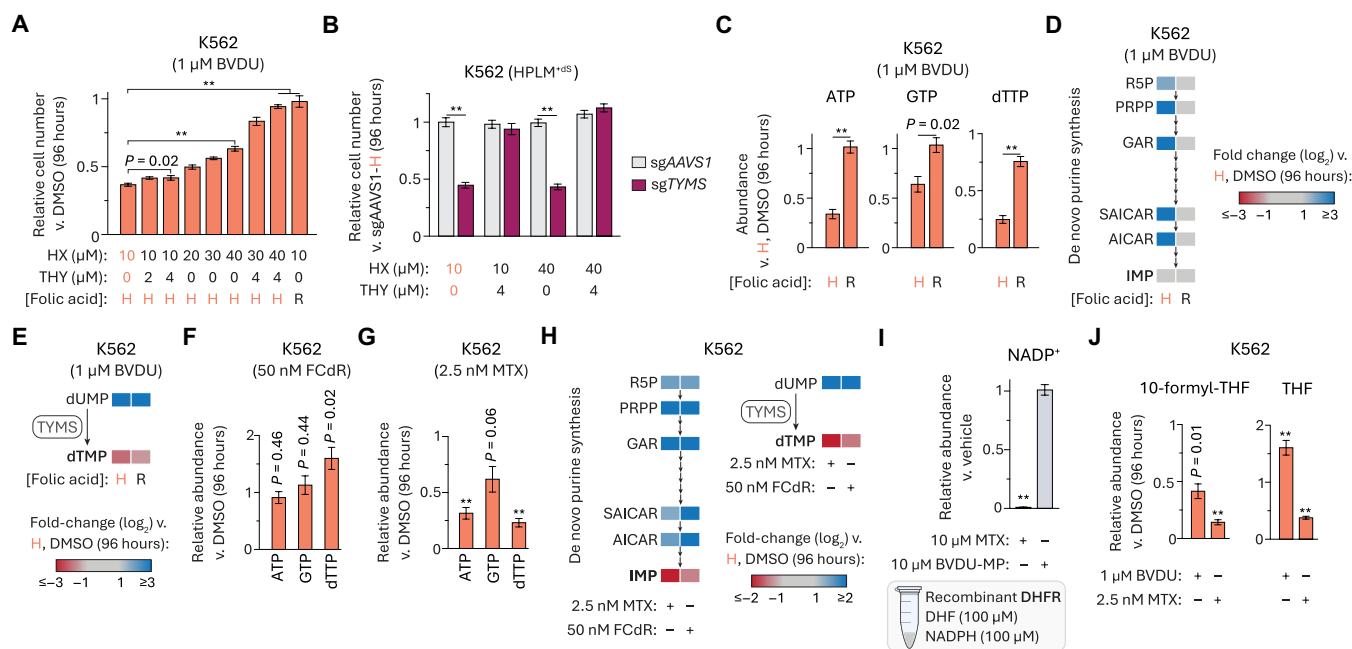 A
K562
(1 µM BVDU)
Relative cell number
v. DMSO (96 hours)
1
0.5
0
**
**
P = 0.02
HX (µM): 10 10 10 20 30 40 30 40 10
THY (µM): 0 2 4 0 0 0 4 4 0
[Folic acid]: H H H H H H H H R
B
K562 (HPLM+dS)
Relative cell number
v. sgAAVS1-H (96 hours)
1
0.5
0
**
**
sgAAVS1
sgTYMS
HX (µM): 10 10 40 40
THY (µM): 0 4 0 4
C
K562
(1 µM BVDU)
ATP GTP dTTP
Abundance
v. H, DMSO (96 hours)
** P = 0.02 **
1
0.5
0
1
0.5
0
1
0.5
0
[Folic acid]: H R H R H R
D
K562
(1 µM BVDU)
De novo purine synthesis
R5P
PRPP
GAR
SAICAR
AICAR
IMP
[Folic acid]: H R
Fold change (log2) v.
H, DMSO (96 hours):
≤−3 −1 1 ≥3
E
K562
(1 µM BVDU)
dUMP
TYMS
dTMP
[Folic acid]: H R
Fold-change (log2) v.
H, DMSO (96 hours):
≤−3 −1 1 ≥3
F
K562
(50 nM FCdR)
Relative abundance
v. DMSO (96 hours)
2
1.5
1
0.5
0
P = 0.46
P = 0.44
P = 0.02
ATP
GTP
dTTP
G
K562
(2.5 nM MTX)
Relative abundance
v. DMSO (96 hours)
1
0.5
0
**
P = 0.06
**
ATP
GTP
dTTP
H
K562
De novo purine synthesis
R5P
PRPP
GAR
SAICAR
AICAR
IMP
2.5 nM MTX: + −
50 nM FCdR: − +
dUMP
TYMS
dTMP
2.5 nM MTX: + −
50 nM FCdR: − +
Fold-change (log2) v.
H, DMSO (96 hours):
≤−2 −1 1 ≥2
I
NADP+
Relative abundance
v. vehicle
1
0.5
0
**
10 µM MTX: + −
10 µM BVDU-MP: − +
Recombinant DHFR
DHF (100 µM)
NADPH (100 µM)
J
K562
10-formyl-THF THF
Relative abundance
v. DMSO (96 hours)
1
0.5
0
P = 0.01
**
1.5
1
0.5
0
**
**
1 µM BVDU: + − + −
2.5 nM MTX: − + − +